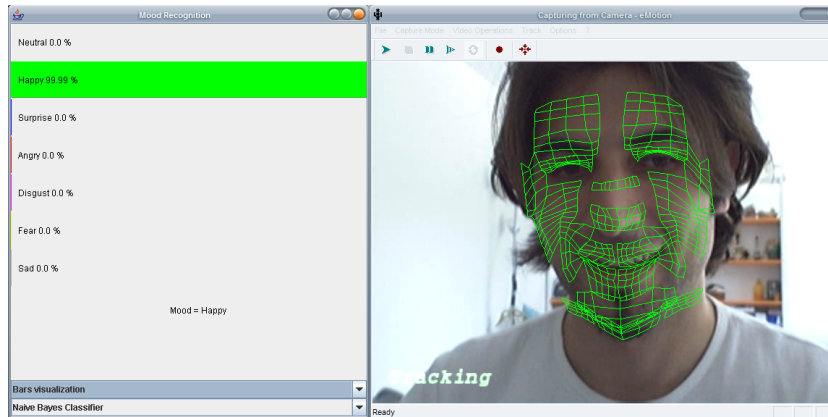 Mood Recognition
Neutral 0.0 %
Happy 99.99 %
Surprise 0.0 %
Angry 0.0 %
Disgust 0.0 %
Fear 0.0 %
Sad 0.0 %
Mood = Happy
Bars visualization
Naive Bayes Classifier
Capturing from Camera - eMotion
File Capture Mode Video Operations Track Options ?
Tracking
Ready